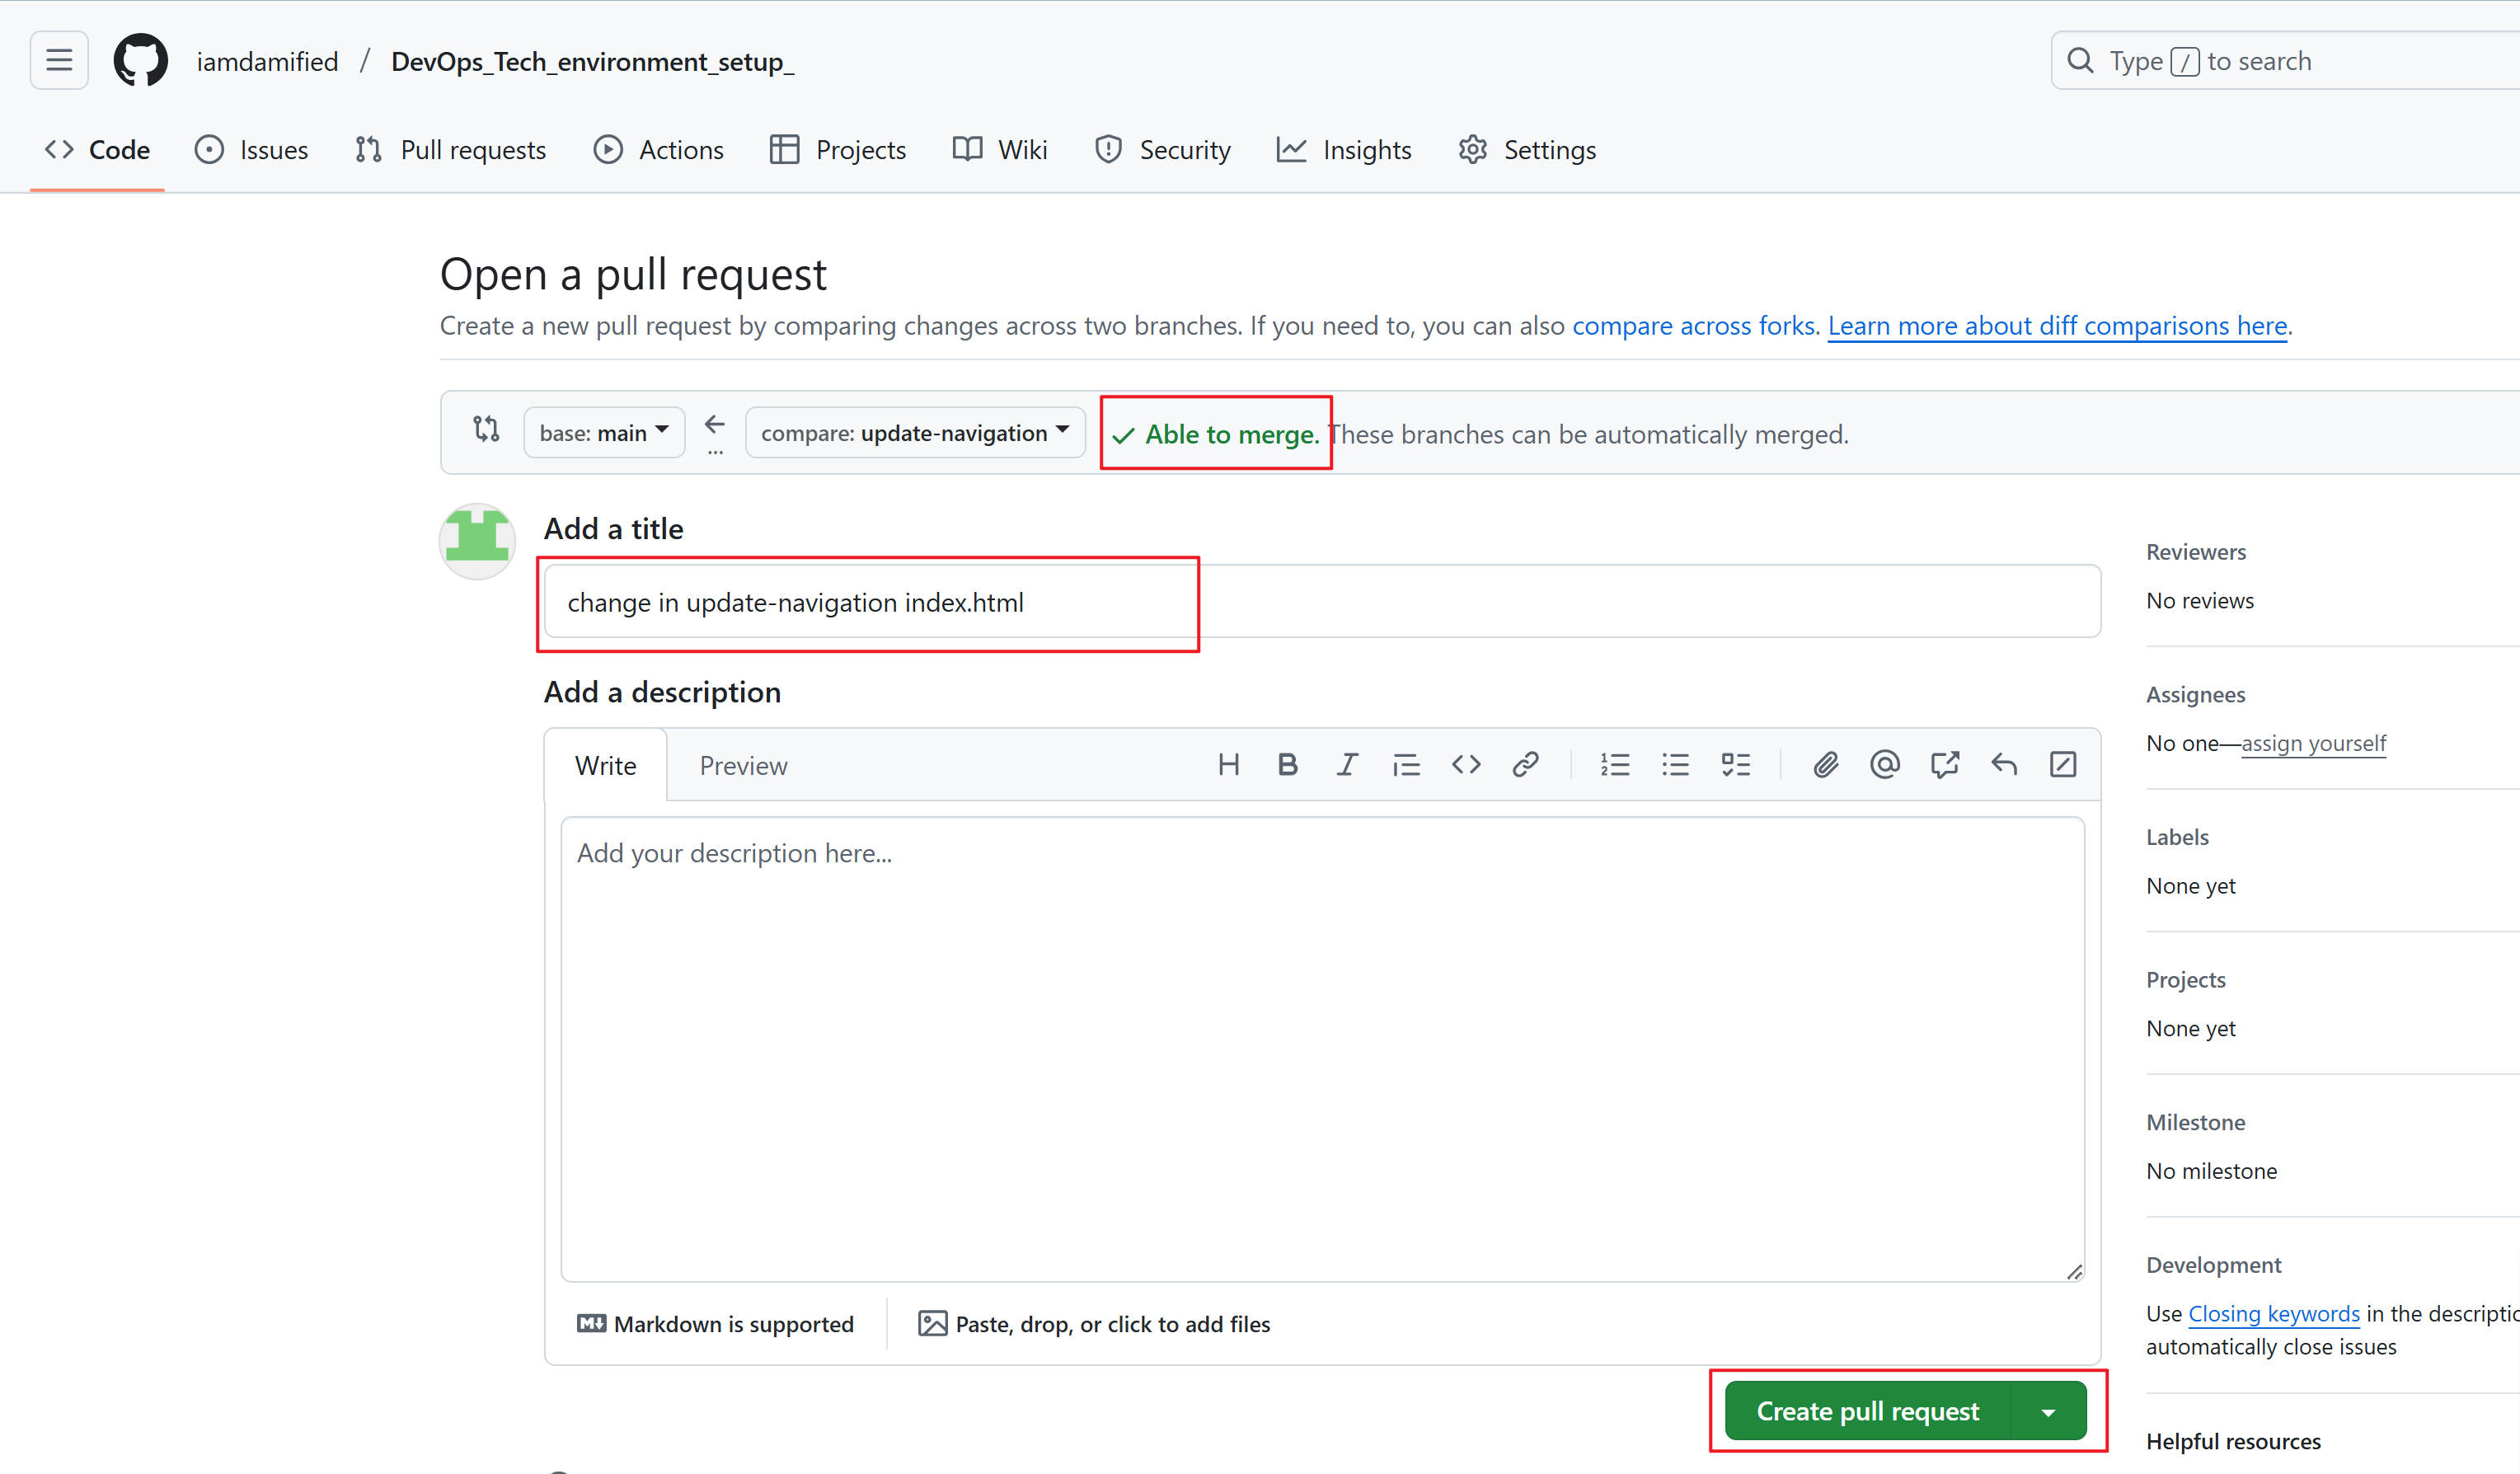 iamdamified / DevOps_Tech_environment_setup_
Type / to search
Code Issues Pull requests Actions Projects Wiki Security Insights Settings
Open a pull request
Create a new pull request by comparing changes across two branches. If you need to, you can also compare across forks. Learn more about diff comparisons here.
base: main compare: update-navigation Able to merge. These branches can be automatically merged.
...
Add a title
change in update-navigation index.html
Add a description
Write Preview
Add your description here...
Markdown is supported Paste, drop, or click to add files
Create pull request
Reviewers
No reviews
Assignees
No one—assign yourself
Labels
None yet
Projects
None yet
Milestone
No milestone
Development
Use Closing keywords in the
automatically close issues
Helpful resources